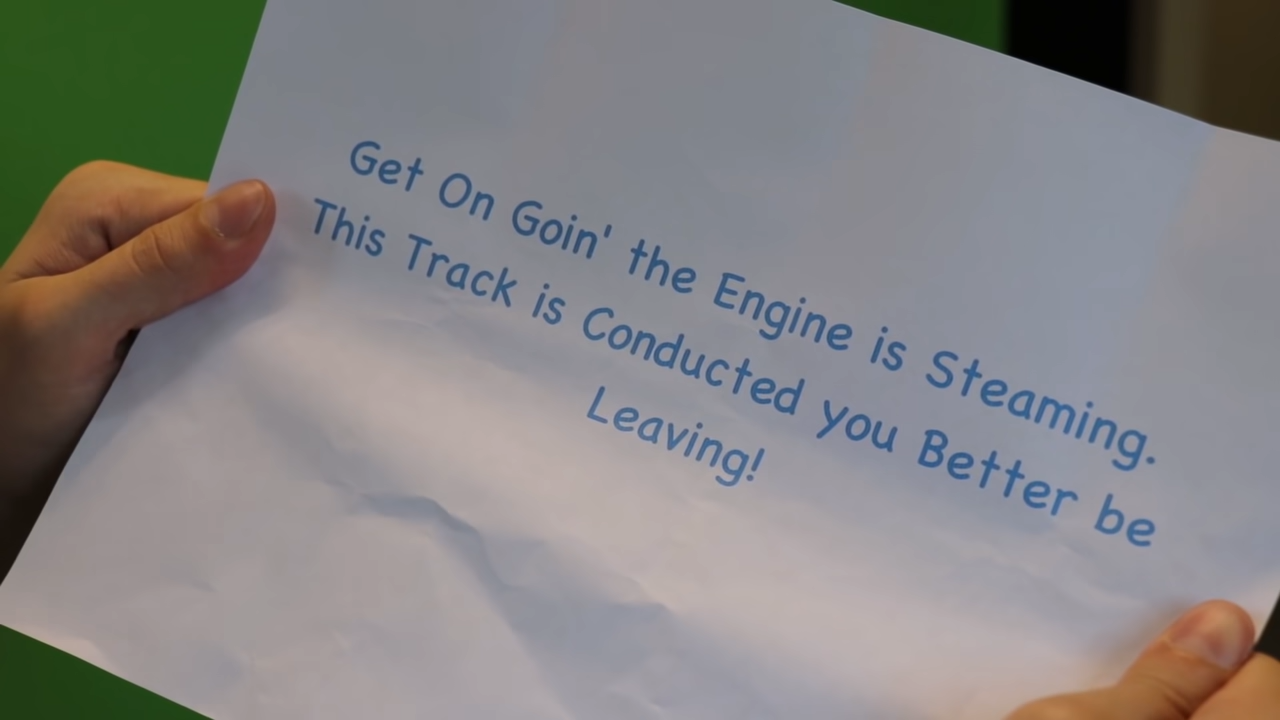 Get On Goin' the Engine is Steaming.
This Track is Conducted you Better be
Leaving!